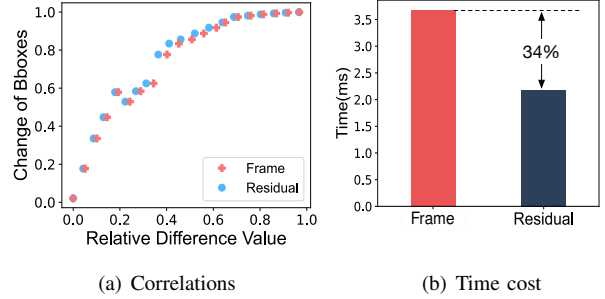 Change of Bboxes
1.0
0.8
0.6
0.4
0.2
0.0
Frame
Residual
0.0 0.2 0.4 0.6 0.8 1.0
Relative Difference Value
(a) Correlations
Time(ms)
3.5
3.0
2.5
2.0
1.5
1.0
0.5
0.0
34%
Frame Residual
(b) Time cost